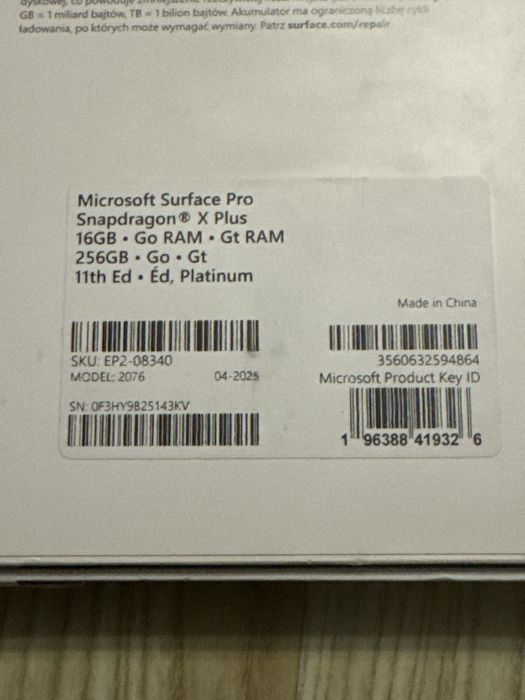 GB = 1 miliard bajtów, TB = 1 bilion bajtów. Akumulator ma ograniczoną liczbę cykli
ładowania, po których może wymagać wymiany. Patrz surface.com/repair
Microsoft Surface Pro
Snapdragon® X Plus
16GB • Go RAM • Gt RAM
256GB • Go • Gt
11th Ed • Éd, Platinum
Made in China
SKU: EP2-08340
MODEL: 2076 04-2025
3560632594864
Microsoft Product Key ID
SN: 0F3HY9B25143KV
1 96388 41932 6